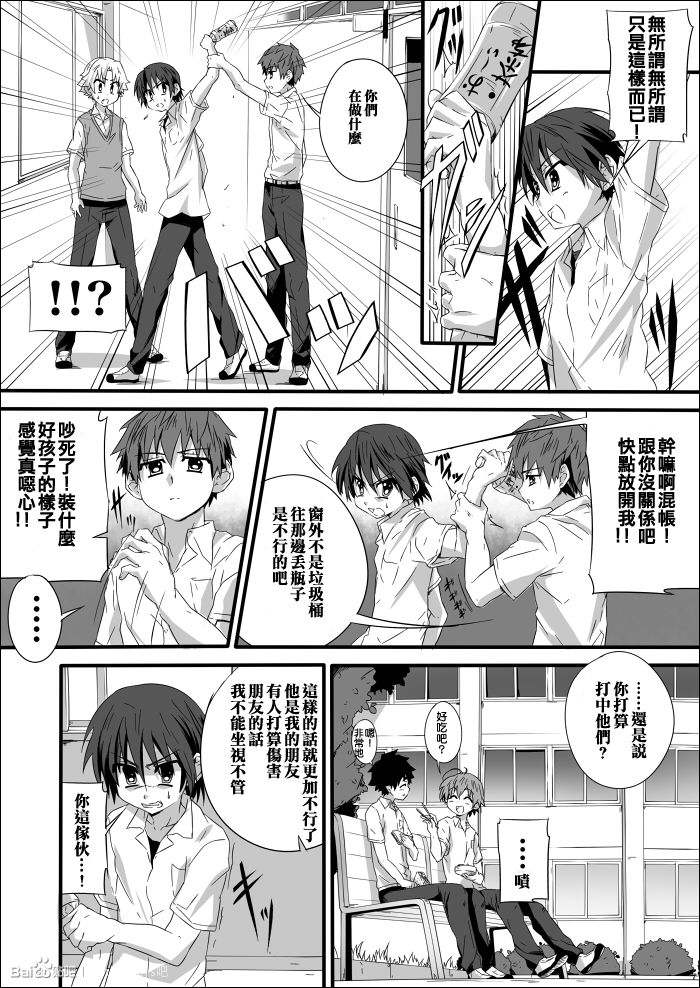 無所謂無所謂
只是這樣而已！
你們
在做什麼
!!?
バッ
幹嘛啊混帳！
跟你沒關係吧
快點放開我!!
窗外不是垃圾桶
往那邊丟瓶子
是不行的吧
吵死了！裝什麼
好孩子的樣子
感覺真噁心!!
……
……還是說
你打算
打中他們？
好吃吧？
嗯！
非常地
……嘖
這樣的話就更加不行了
他是我的朋友
有人打算傷害
朋友的話
我不能坐視不管
你這傢伙…！
Bai 贴吧